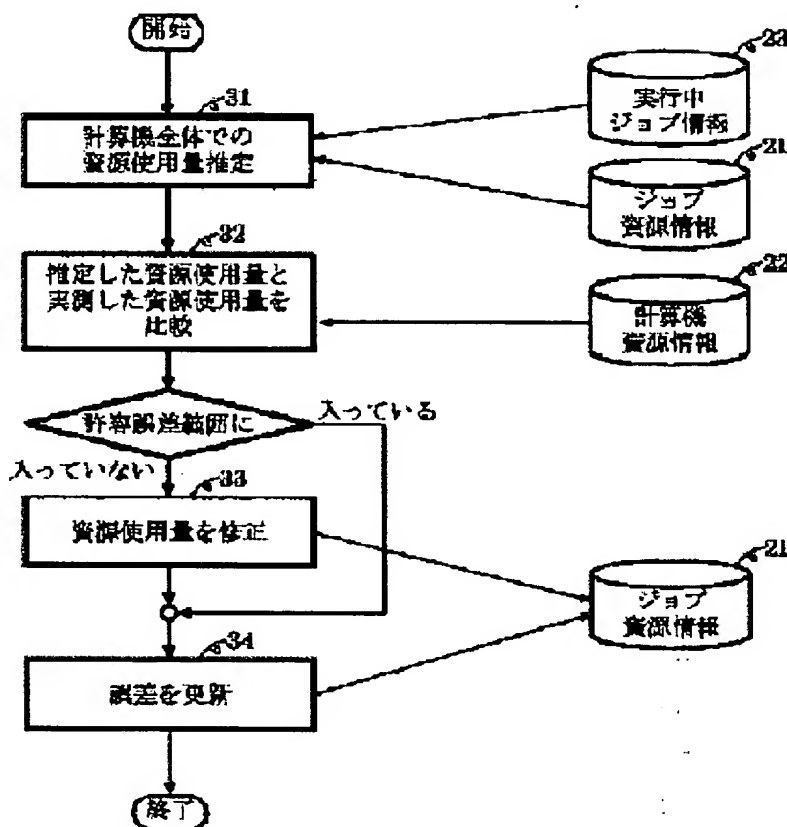 開始
31
計算機全体での
資源使用量推定
23
実行中
ジョブ情報
21
ジョブ
資源情報
32
推定した資源使用量と
実測した資源使用量を
比較
22
計算機
資源情報
許容誤差範囲に
入っている
入っていない
33
資源使用量を修正
21
ジョブ
資源情報
34
誤差を更新
終了